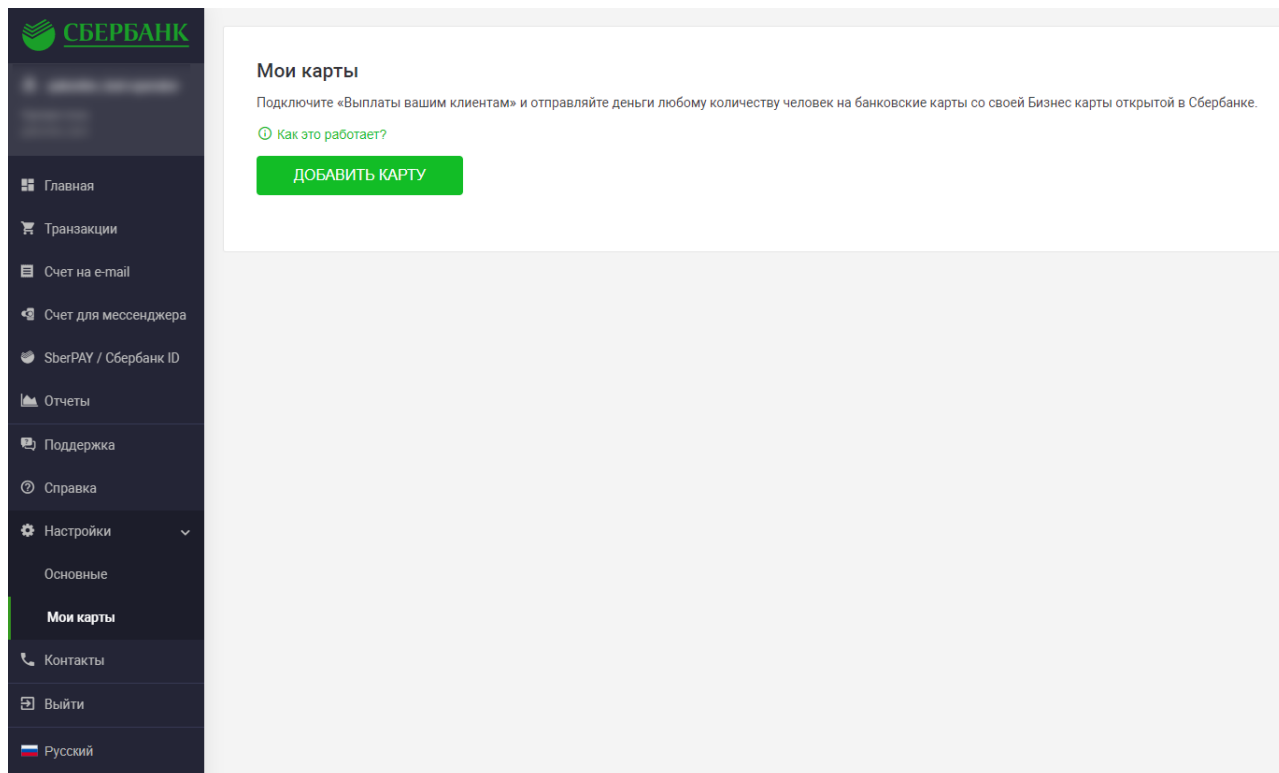 СБЕРБАНК
Главная
Транзакции
Счет на e-mail
Счет для мессенджера
SberPAY / Сбербанк ID
Отчеты
Поддержка
Справка
Настройки
Основные
Мои карты
Контакты
Выйти
Русский
Мои карты
Подключите «Выплаты вашим клиентам» и отправляйте деньги любому количеству человек на банковские карты со своей Бизнес карты открытой в Сбербанке.
Как это работает?
ДОБАВИТЬ КАРТУ